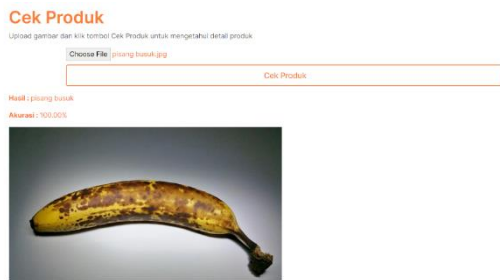 Cek Produk
Upload gambar dan klik tombol Cek Produk untuk mengetahui detail produk
Choose File pisang busuk.jpg
Cek Produk
Hasil : pisang busuk
Akurasi : 100.00%